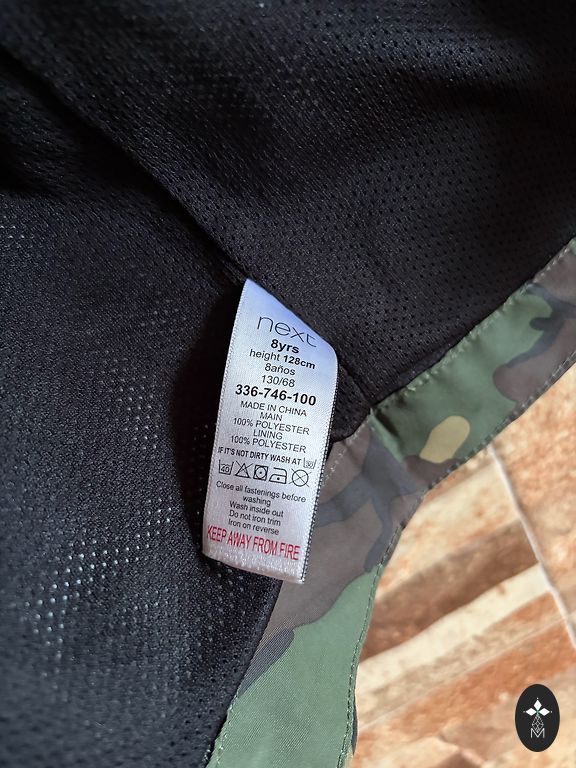 next
8yrs
height 128cm
8años
130/68
336-746-100
MADE IN CHINA
MAIN
100% POLYESTER
LINING
100% POLYESTER
IF IT'S NOT DIRTY WASH AT 30
40
Close all fastenings before
washing
Wash inside out
Do not iron trim
Iron on reverse
KEEP AWAY FROM FIRE
M